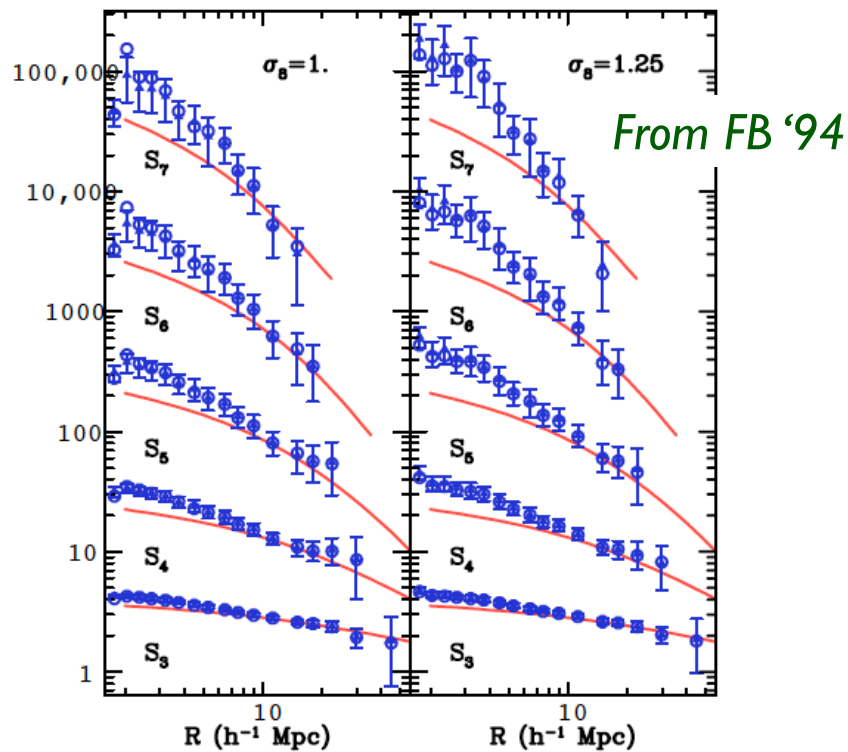 σ8=1.
σ8=1.25
From FB ‘94
100,000
10,000
1000
100
10
1
S7
S6
S5
S4
S3
S7
S6
S5
S4
S3
10
10
R (h⁻¹ Mpc)
R (h⁻¹ Mpc)